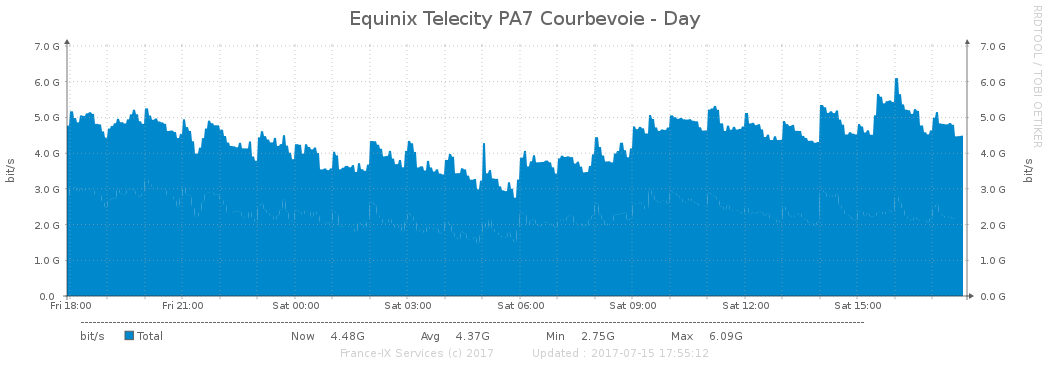 Equinix Telecity PA7 Courbevoie - Day
RRDTOOL / TOBI OETIKER
7.0 G 7.0 G
6.0 G 6.0 G
5.0 G 5.0 G
4.0 G 4.0 G
3.0 G 3.0 G
2.0 G 2.0 G
1.0 G 1.0 G
0.0 0.0 G
bit/s bit/s
Fri 18:00 Fri 21:00 Sat 00:00 Sat 03:00 Sat 06:00 Sat 09:00 Sat 12:00 Sat 15:00
bit/s Total Now 4.48G Avg 4.37G Min 2.75G Max 6.09G
France-IX Services (c) 2017 Updated : 2017-07-15 17:55:12